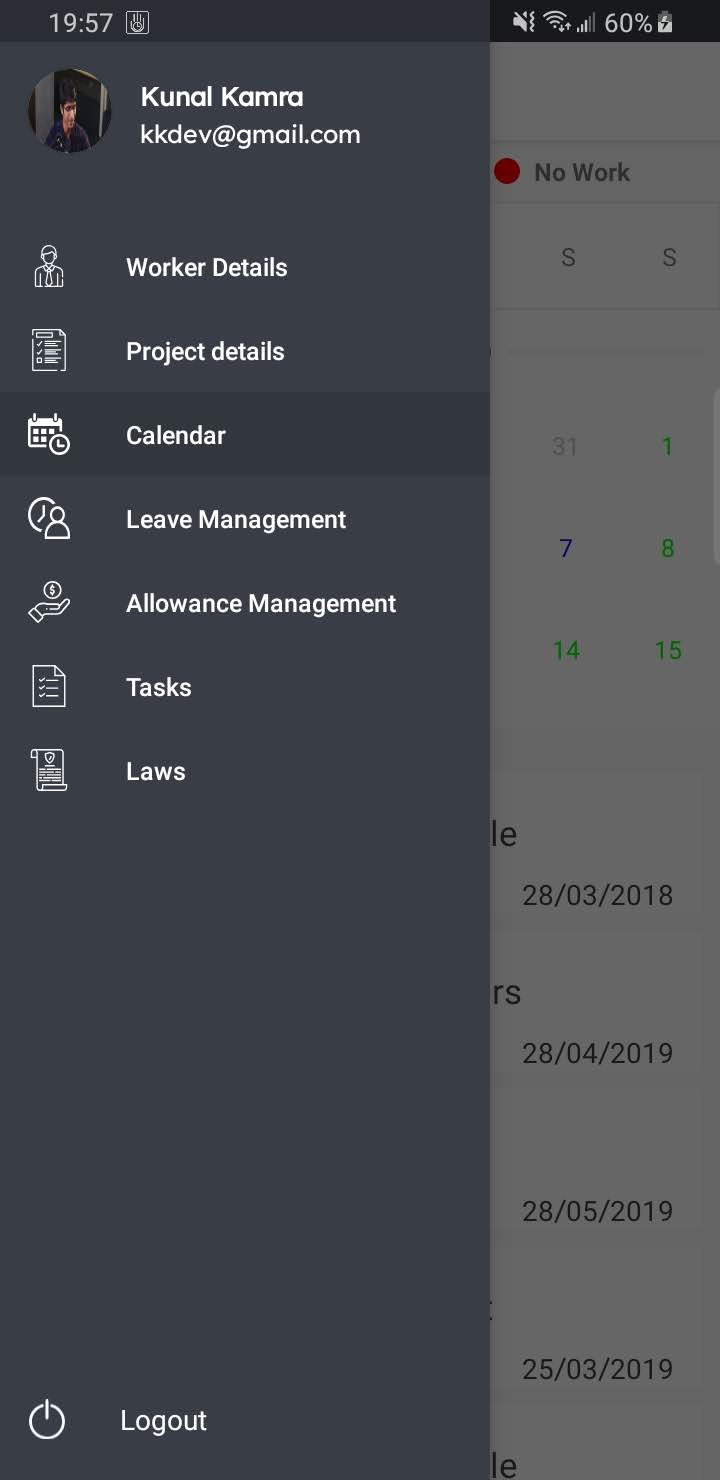 19:57
60%
Kunal Kamra
kkdev@gmail.com
No Work
S S
Worker Details
Project details
Calendar
Leave Management
Allowance Management
Tasks
Laws
31 1
7 8
14 15
le
28/03/2018
rs
28/04/2019
28/05/2019
25/03/2019
le
Logout